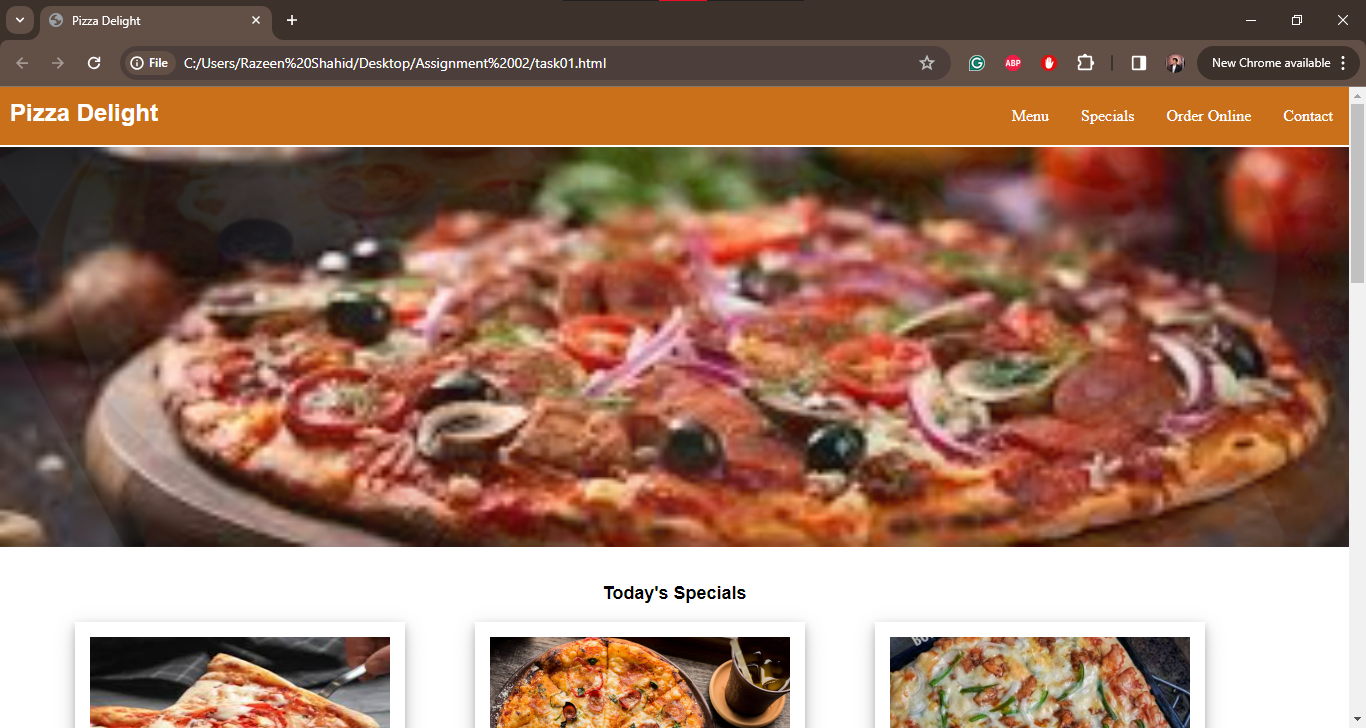 Pizza Delight
File
C:/Users/Razeen%20Shahid/Desktop/Assignment%2002/task01.html
ABP
New Chrome available
Pizza Delight
Menu
Specials
Order Online
Contact
Today's Specials